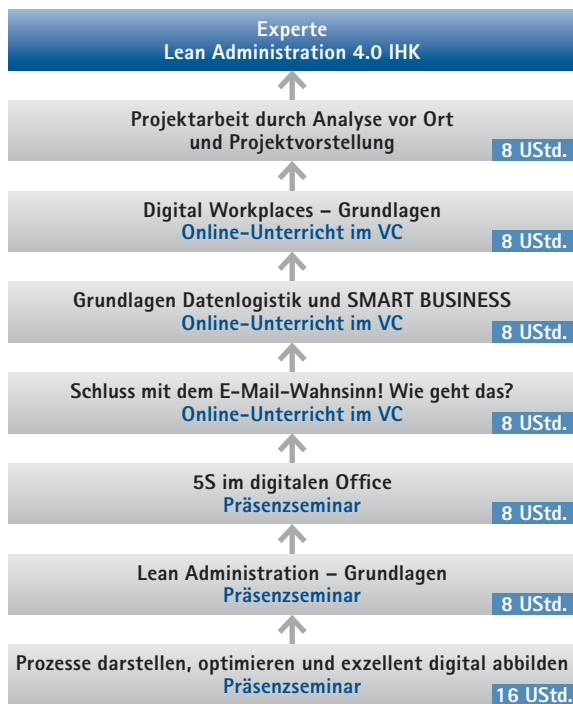 Experte
Lean Administration 4.0 IHK
Projektarbeit durch Analyse vor Ort
und Projektvorstellung
8 UStd.
Digital Workplaces – Grundlagen
Online-Unterricht im VC
8 UStd.
Grundlagen Datenlogistik und SMART BUSINESS
Online-Unterricht im VC
8 UStd.
Schluss mit dem E-Mail-Wahnsinn! Wie geht das?
Online-Unterricht im VC
8 UStd.
5S im digitalen Office
Präsenzseminar
8 UStd.
Lean Administration – Grundlagen
Präsenzseminar
8 UStd.
Prozesse darstellen, optimieren und exzellent digital abbilden
Präsenzseminar
16 UStd.